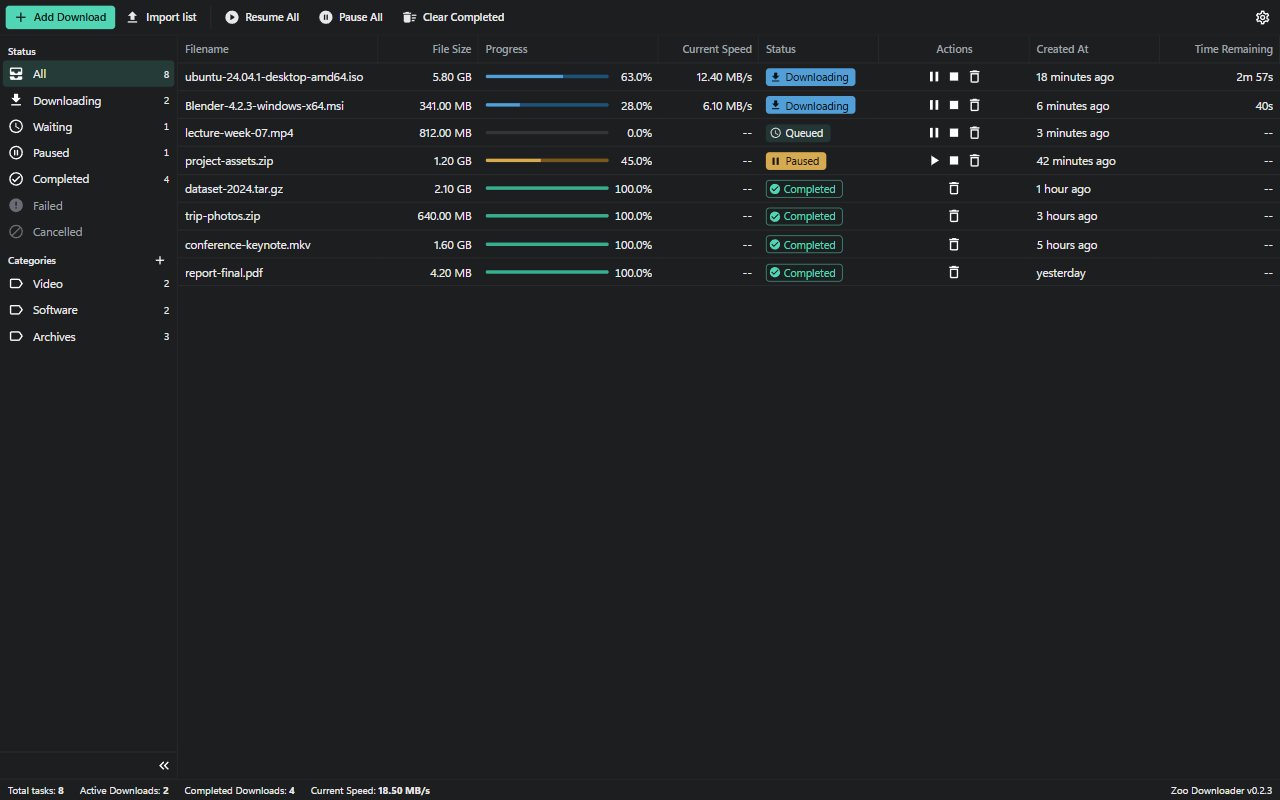 Add Download Import list Resume All Pause All Clear Completed
Status
All 8
Downloading 2
Waiting 1
Paused 1
Completed 4
Failed
Cancelled
Categories
Video 2
Software 2
Archives 3
Filename File Size Progress Current Speed Status Actions Created At Time Remaining
ubuntu-24.04.1-desktop-amd64.iso 5.80 GB 63.0% 12.40 MB/s Downloading 18 minutes ago 2m 57s
Blender-4.2.3-windows-x64.msi 341.00 MB 28.0% 6.10 MB/s Downloading 6 minutes ago 40s
lecture-week-07.mp4 812.00 MB 0.0% -- Queued 3 minutes ago --
project-assets.zip 1.20 GB 45.0% -- Paused 42 minutes ago --
dataset-2024.tar.gz 2.10 GB 100.0% -- Completed 1 hour ago --
trip-photos.zip 640.00 MB 100.0% -- Completed 3 hours ago --
conference-keynote.mkv 1.60 GB 100.0% -- Completed 5 hours ago --
report-final.pdf 4.20 MB 100.0% -- Completed yesterday --
Total tasks: 8 Active Downloads: 2 Completed Downloads: 4 Current Speed: 18.50 MB/s Zoo Downloader v0.2.3